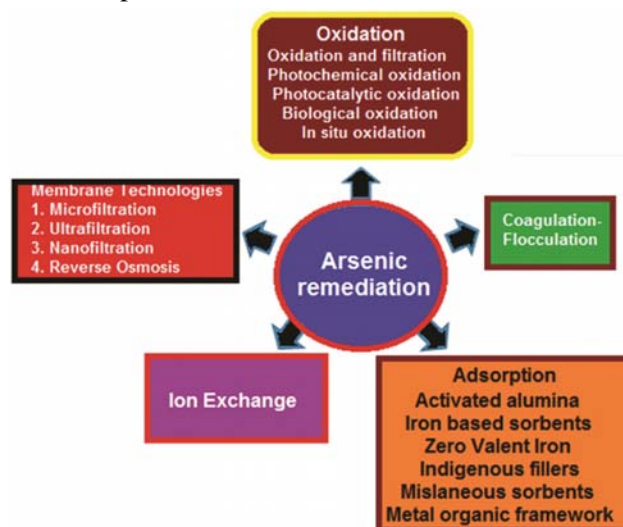 Oxidation
Oxidation and filtration
Photochemical oxidation
Photocatalytic oxidation
Biological oxidation
In situ oxidation
Membrane Technologies
1. Microfiltration
2. Ultrafiltration
3. Nanofiltration
4. Reverse Osmosis
Arsenic
remediation
Coagulation-
Flocculation
Ion Exchange
Adsorption
Activated alumina
Iron based sorbents
Zero Valent Iron
Indigenous fillers
Mislaneous sorbents
Metal organic framework